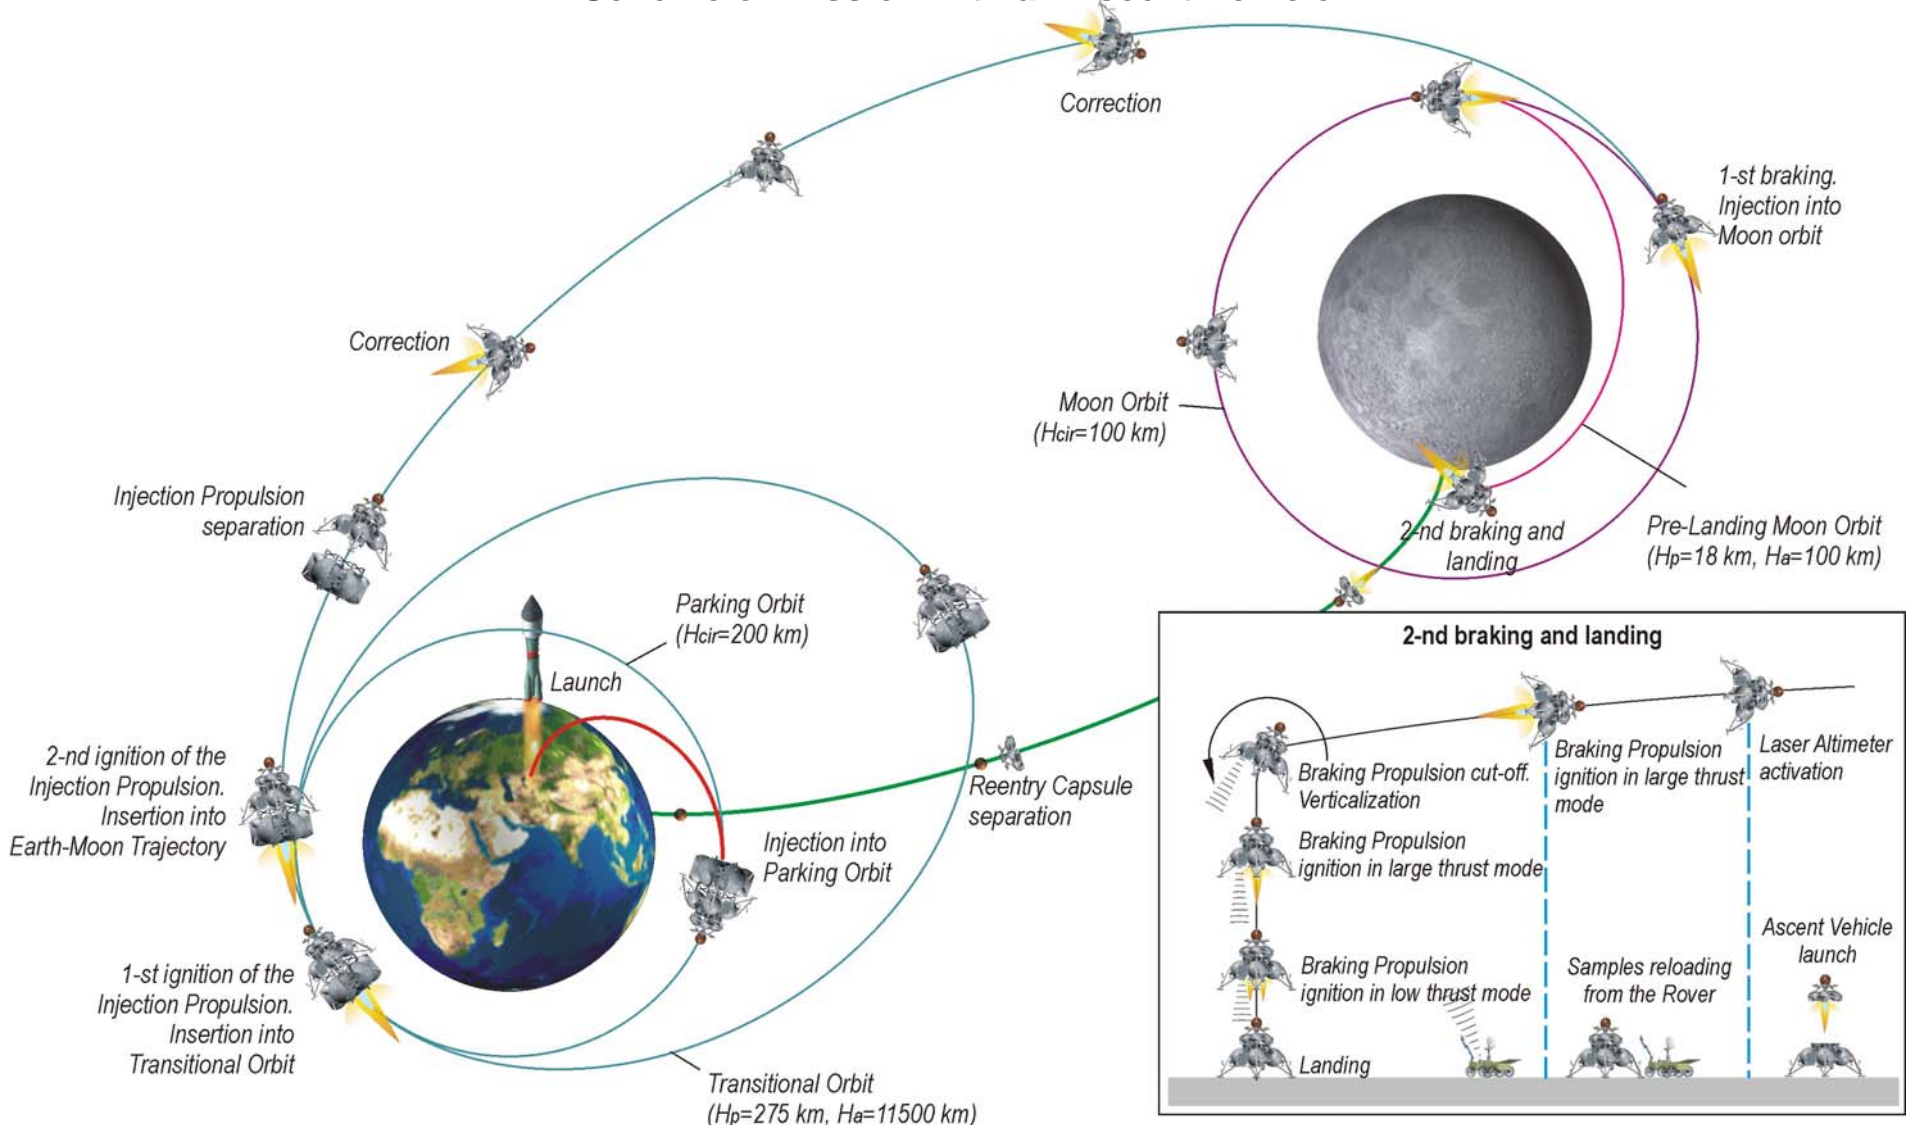 Correction
1-st braking.
Injection into
Moon orbit
Correction
Moon Orbit
(Hcir=100 km)
Injection Propulsion
separation
2-nd braking and
landing
Pre-Landing Moon Orbit
(Hp=18 km, Ha=100 km)
Parking Orbit
(Hcir=200 km)
Launch
2-nd ignition of the
Injection Propulsion.
Insertion into
Earth-Moon Trajectory
Reentry Capsule
separation
Injection into
Parking Orbit
1-st ignition of the
Injection Propulsion.
Insertion into
Transitional Orbit
Transitional Orbit
(Hp=275 km, Ha=11500 km)
2-nd braking and landing
Laser Altimeter
activation
Braking Propulsion
ignition in large thrust
mode
Braking Propulsion cut-off.
Verticalization
Braking Propulsion
ignition in large thrust mode
Braking Propulsion
ignition in low thrust mode
Landing
Samples reloading
from the Rover
Ascent Vehicle
launch